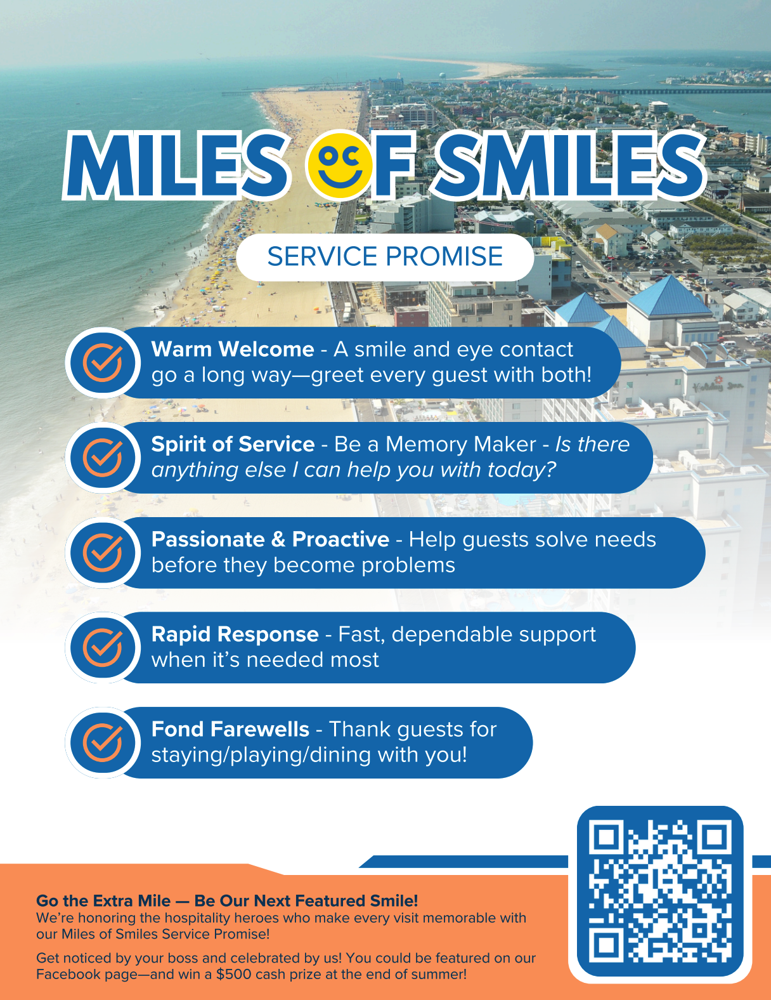 MILES OF SMILES
oc
SERVICE PROMISE
Warm Welcome - A smile and eye contact
go a long way—greet every guest with both!
Holiday Inn
Spirit of Service - Be a Memory Maker - Is there
anything else I can help you with today?
Passionate & Proactive - Help guests solve needs
before they become problems
Rapid Response - Fast, dependable support
when it’s needed most
Fond Farewells - Thank guests for
staying/playing/dining with you!
Go the Extra Mile — Be Our Next Featured Smile!
We’re honoring the hospitality heroes who make every visit memorable with
our Miles of Smiles Service Promise!
Get noticed by your boss and celebrated by us! You could be featured on our
Facebook page—and win a $500 cash prize at the end of summer!